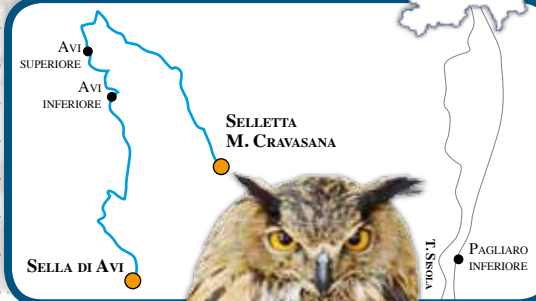 AVI
SUPERIORE
AVI
INFERIORE
SELLETTA
M. CRAVASANA
SELLA DI AVI
T. SISOLA
PAGLIARO
INFERIORE